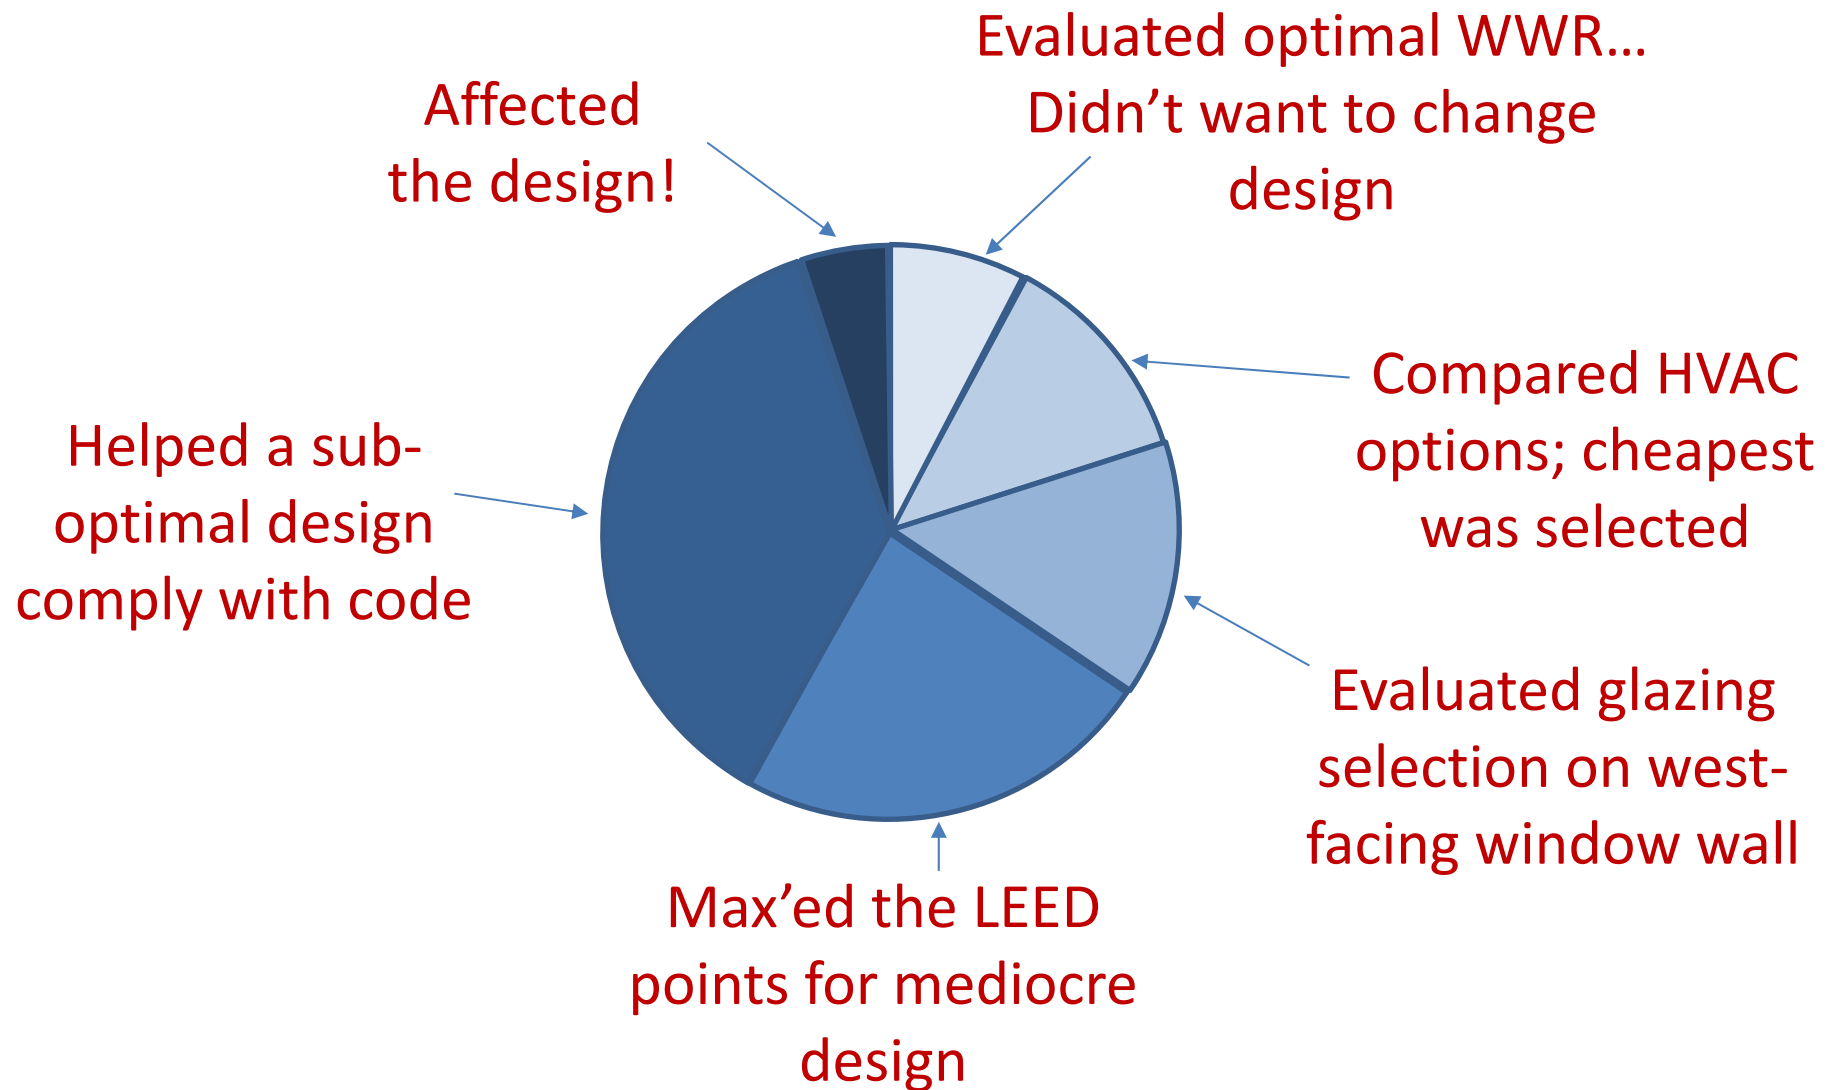 Evaluated optimal WWR…
Didn’t want to change
design
Affected
the design!
Compared HVAC
options; cheapest
was selected
Helped a sub-
optimal design
comply with code
Evaluated glazing
selection on west-
facing window wall
Max’ed the LEED
points for mediocre
design